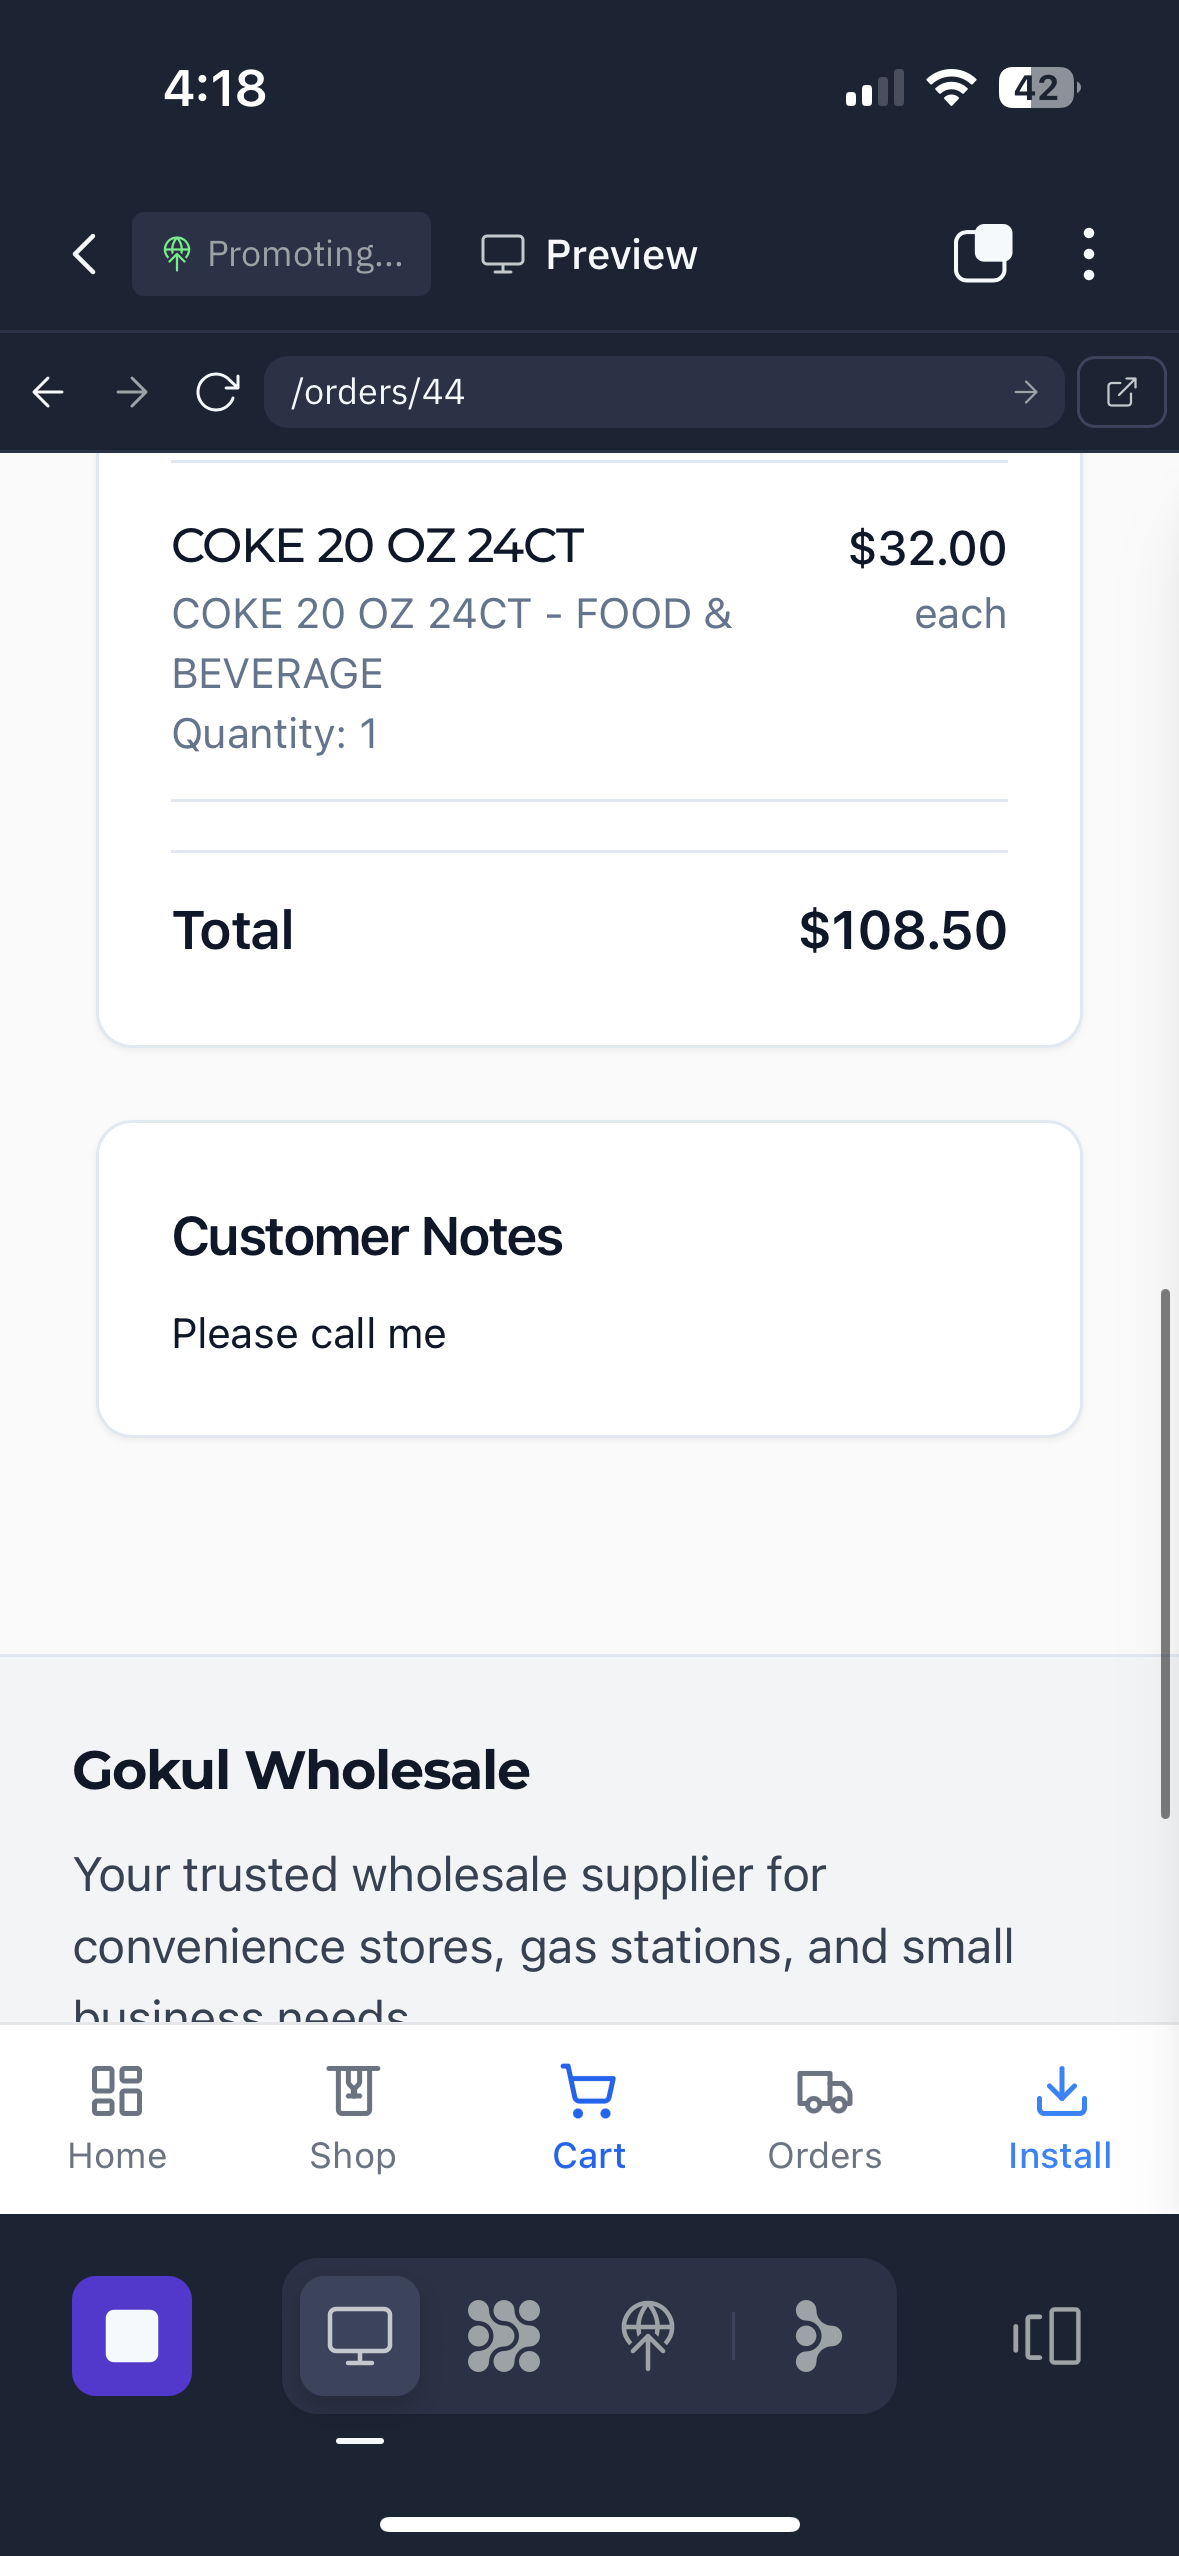 4:18
42
Promoting...
Preview
/orders/44
COKE 20 OZ 24CT
$32.00
COKE 20 OZ 24CT - FOOD &
each
BEVERAGE
Quantity: 1
Total
$108.50
Customer Notes
Please call me
Gokul Wholesale
Your trusted wholesale supplier for
convenience stores, gas stations, and small
business needs
Home
Shop
Cart
Orders
Install